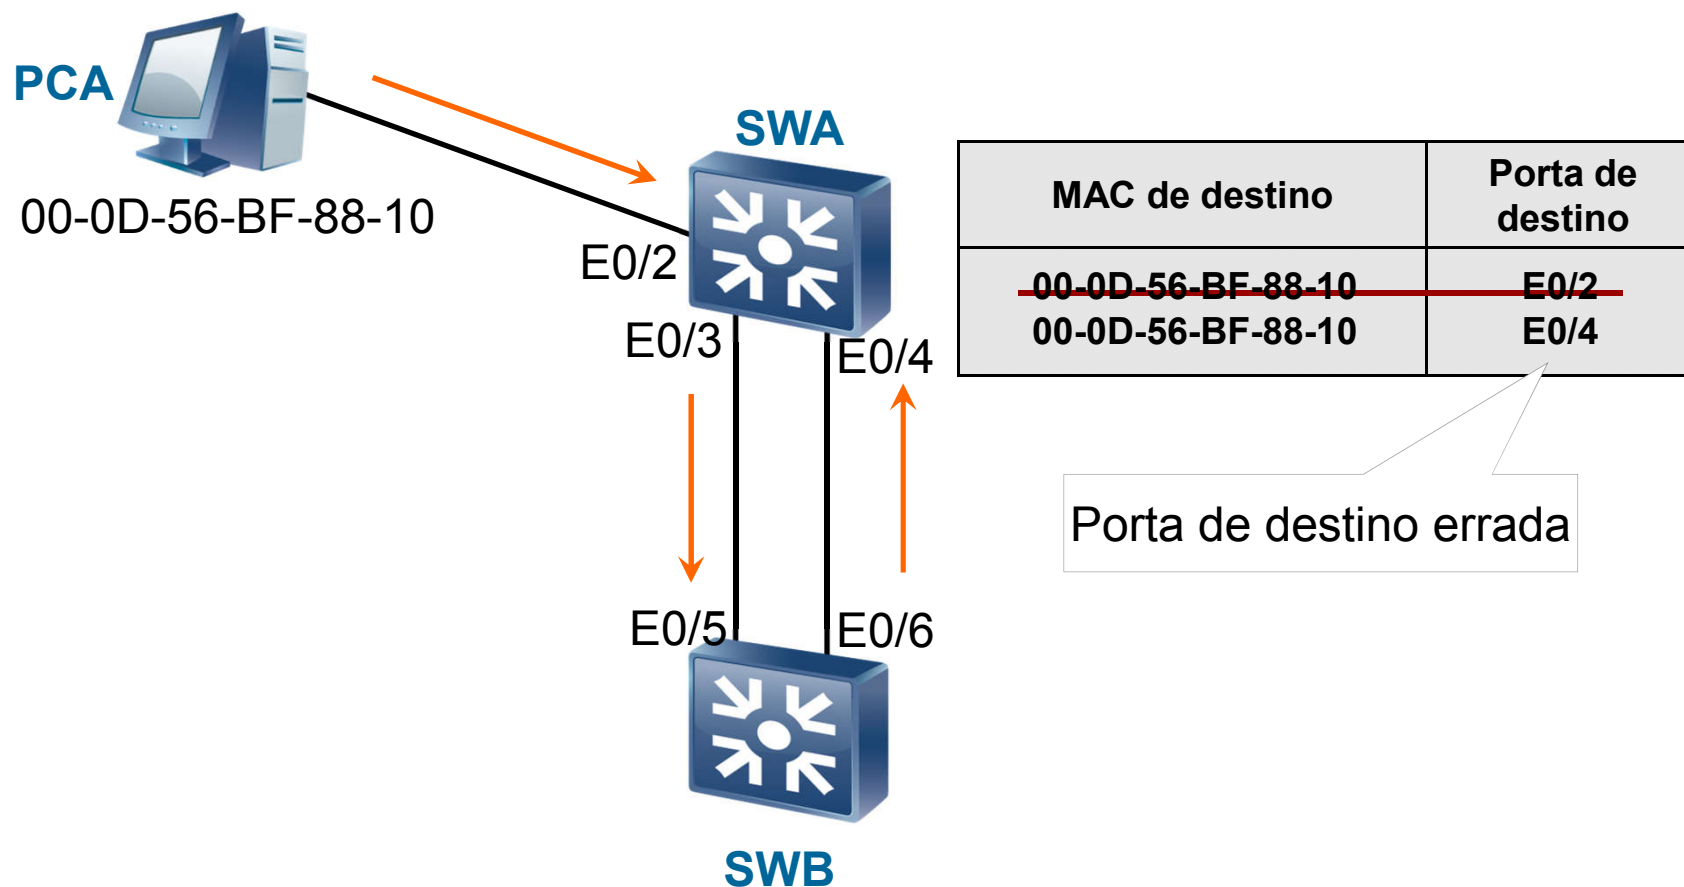 PCA
00-0D-56-BF-88-10
SWA
E0/2
E0/3
E0/4
E0/5
E0/6
SWB
MAC de destino
Porta de
destino
00-0D-56-BF-88-10 E0/2
00-0D-56-BF-88-10 E0/4
Porta de destino errada